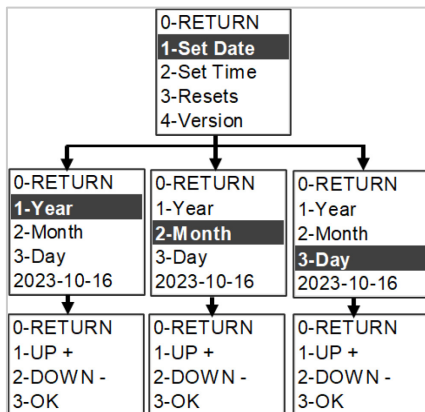 0-RETURN
1-Set Date
2-Set Time
3-Resets
4-Version
0-RETURN
1-Year
2-Month
3-Day
2023-10-16
0-RETURN
1-Year
2-Month
3-Day
2023-10-16
0-RETURN
1-Year
2-Month
3-Day
2023-10-16
0-RETURN
1-UP +
2-DOWN -
3-OK
0-RETURN
1-UP +
2-DOWN -
3-OK
0-RETURN
1-UP +
2-DOWN -
3-OK